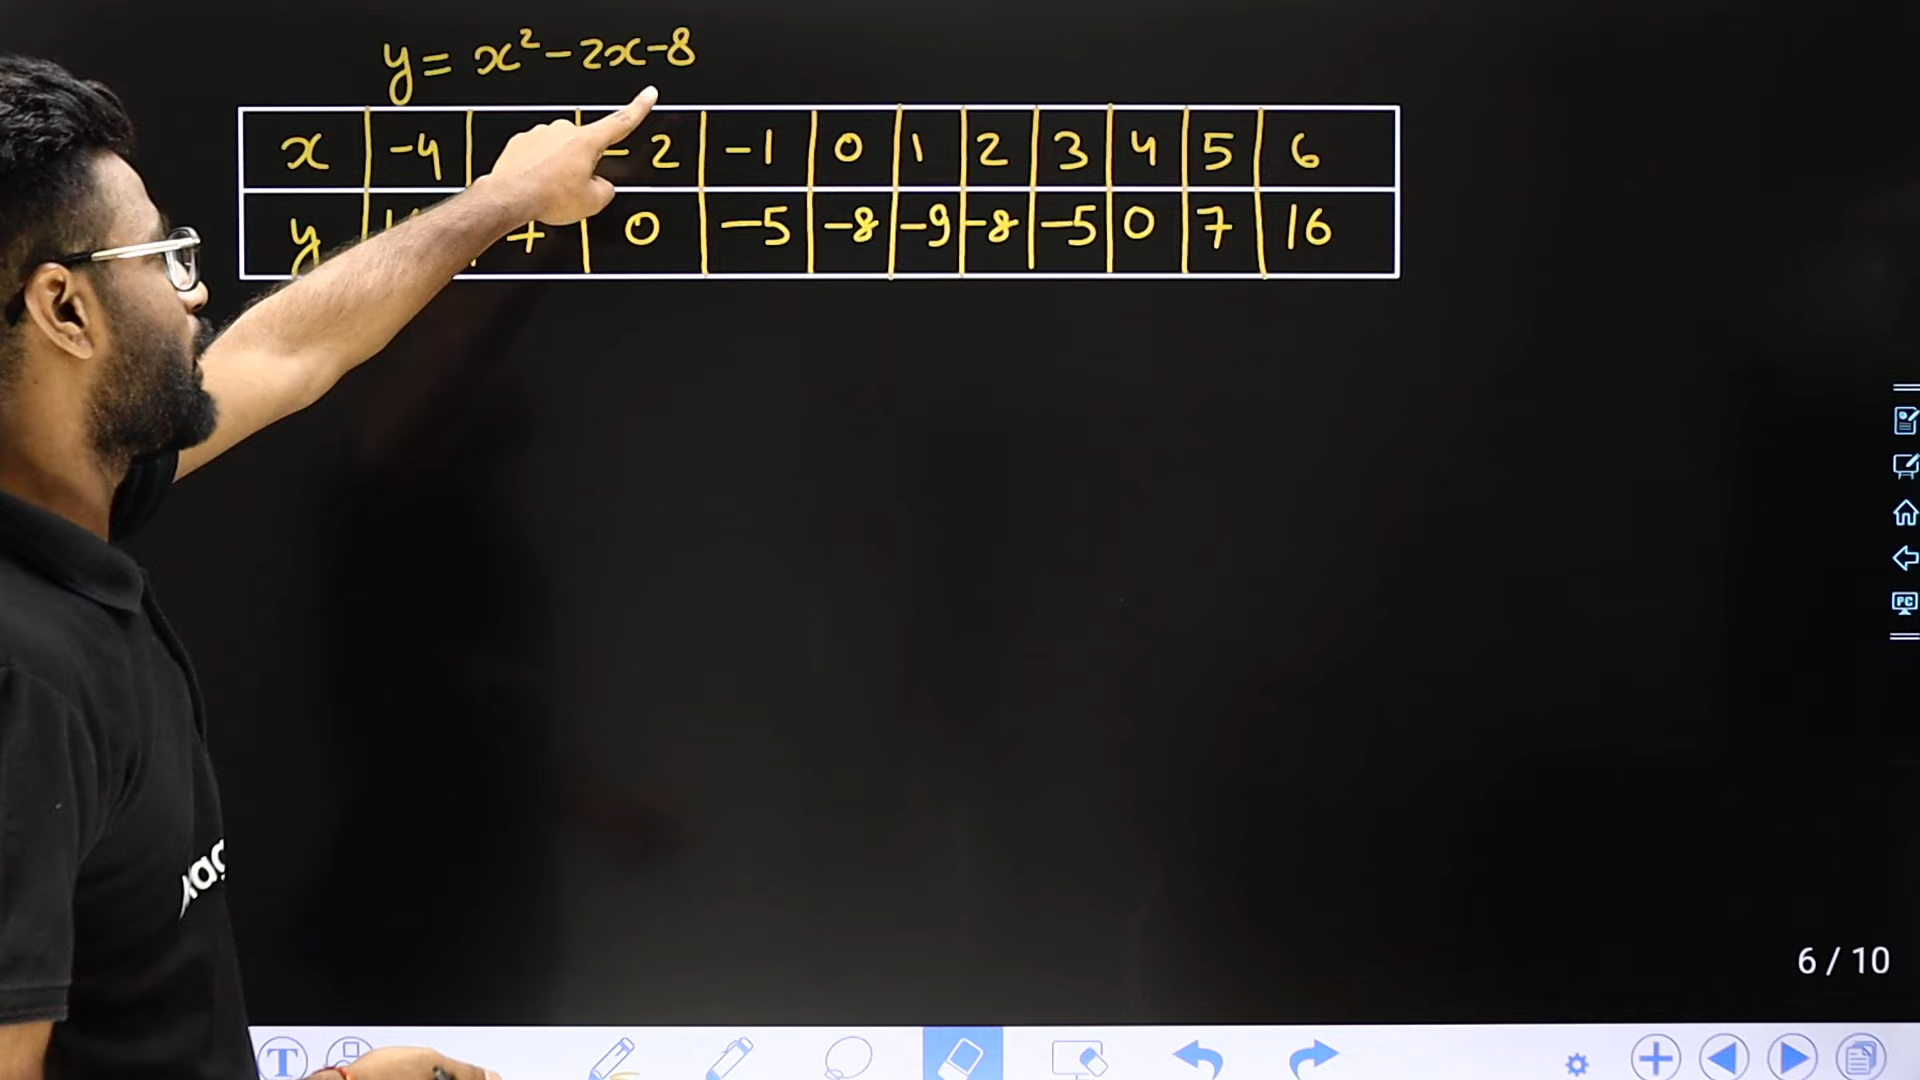 y = x² - 2x - 8
x -4 - 2 -1 0 1 2 3 4 5 6
y 0 -5 -8 -9 -8 -5 0 7 16
6 / 10
T
PC